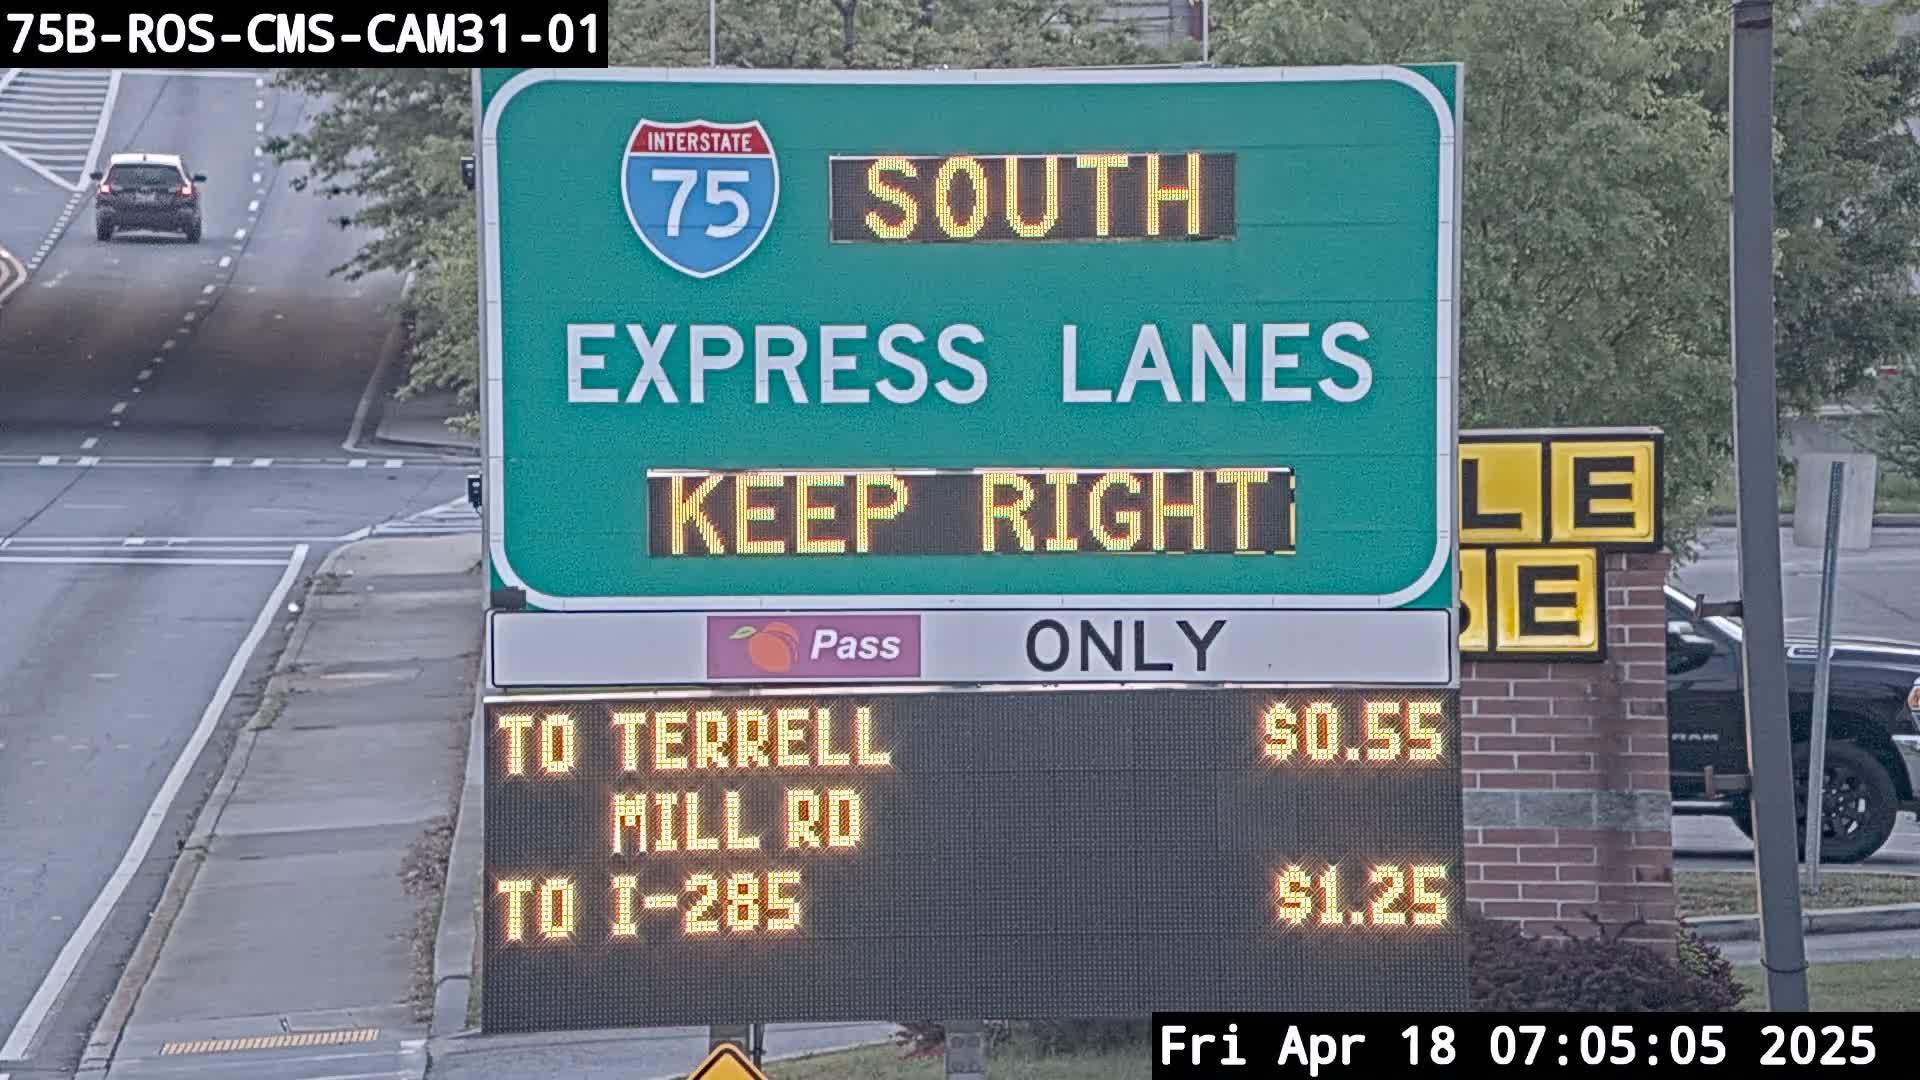 75B-ROS-CMS-CAM31-01
INTERSTATE
75
SOUTH
EXPRESS LANES
KEEP RIGHT
Pass ONLY
TO TERRELL $0.55
MILL RD
TO I-285 $1.25
LE
E
Fri Apr 18 07:05:05 2025